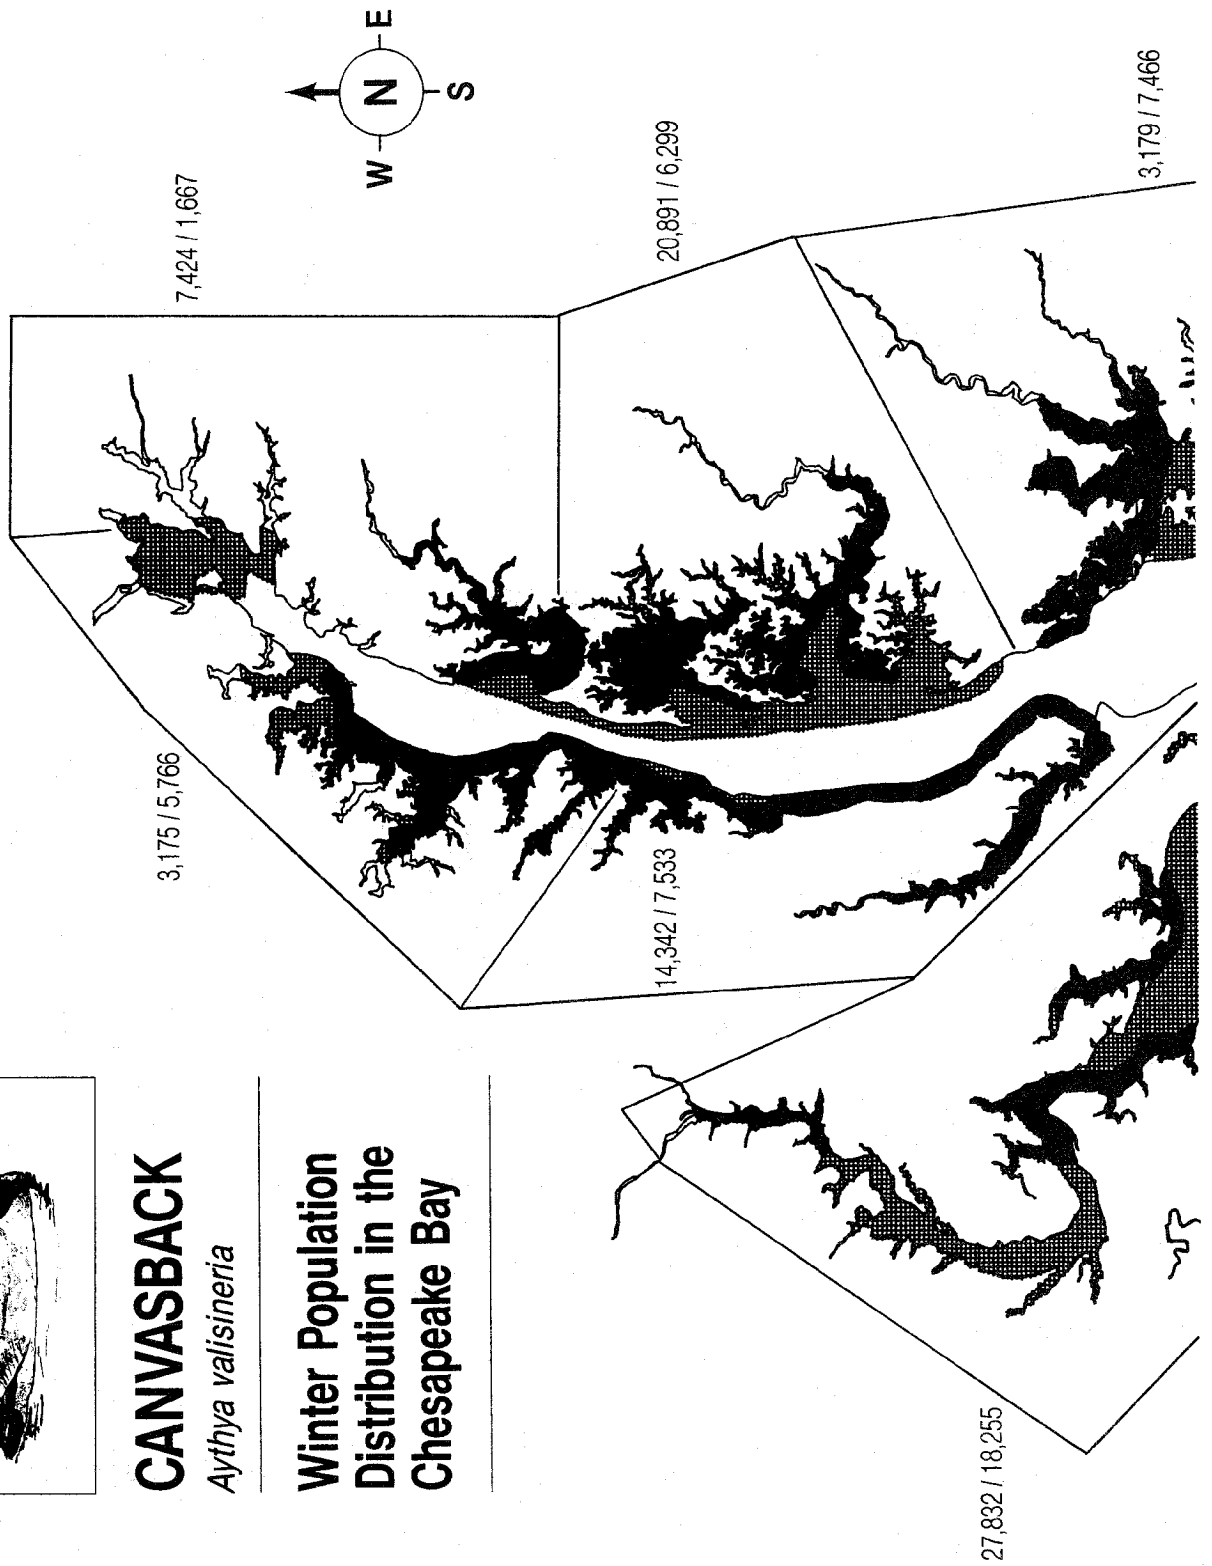 CANVASBACK
Aythya valisineria
Winter Population
Distribution in the
Chesapeake Bay
7,424 / 1,667
3,175 / 5,766
20,891 / 6,299
14,342 / 7,533
3,179 / 7,466
27,832 / 18,255
N
W
E
S